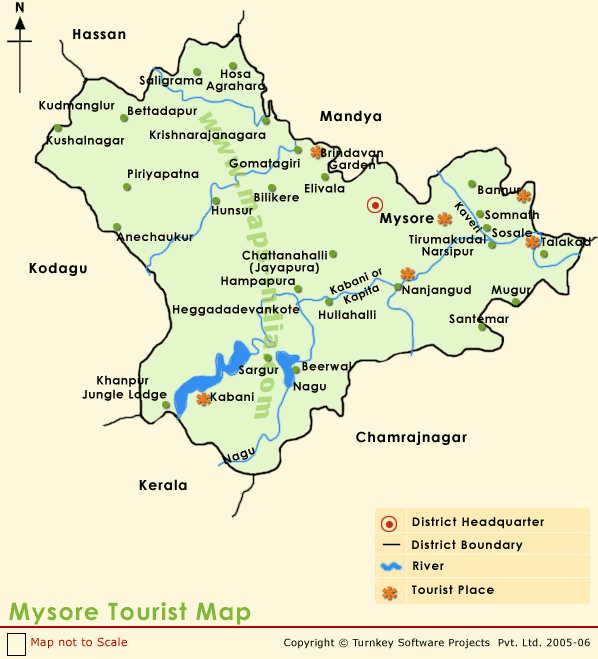 N
Hassan
Saligrama
Hosa
Agrahara
Kudmanglur
Bettadapur
Mandya
Kushalnagar
Krishnarajanagara
Gomatagiri
Brindavan
Garden
Piriyapatna
Bilikere
Elivala
Bannur
Hunsur
Mysore
Kaveri
Somnath
Sosale
Anechaukur
Tirumakudal
Narsipur
Talakad
Chattanahalli
(Jayapura)
Kodagu
Hampapura
Kabani or
Kapila
Nanjangud
Mugur
Heggadadevankote
Hullahalli
Santemar
Sargur
Beerwal
Nagu
Khanpur
Jungle Lodge
Kabani
Chamrajnagar
Nagu
Kerala
www.mapsofindia.com
District Headquarter
District Boundary
River
Tourist Place
Mysore Tourist Map
Map not to Scale
Copyright © Turnkey Software Projects Pvt. Ltd. 2005-06